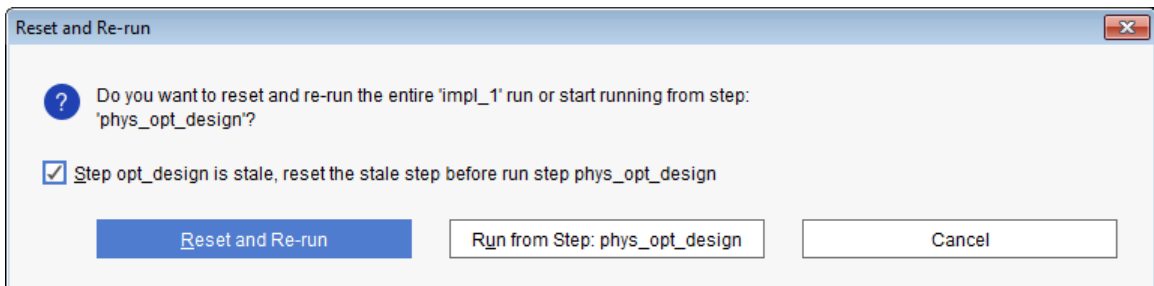 Reset and Re-run
Do you want to reset and re-run the entire 'impl_1' run or start running from step:
'phys_opt_design'?
Step opt_design is stale, reset the stale step before run step phys_opt_design
Reset and Re-run
Run from Step: phys_opt_design
Cancel